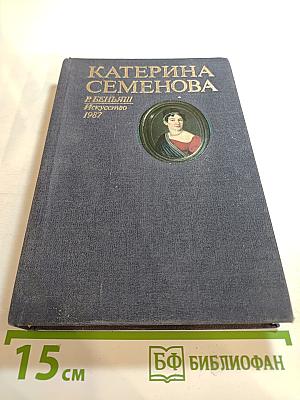 КАТЕРИНА
СЕМЕНОВА
Р. БЕНЬЯШ
Искусство
1987
15 см
БФ БИБЛИОФАН